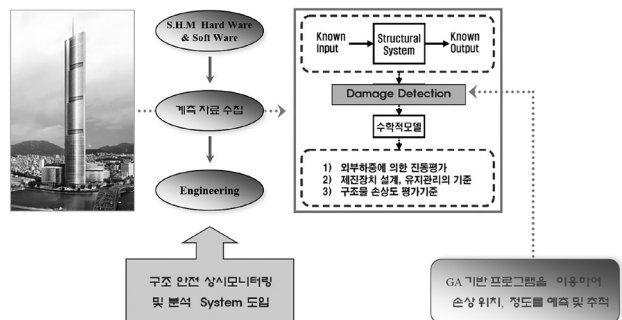 S.H.M Hard Ware
& Soft Ware
계측 자료 수집
Engineering
구조 안전 상시모니터링
및 분석 System 도입
Known
Input
Structural
System
Known
Output
Damage Detection
수학적모델
1) 외부하중에 의한 진동평가
2) 제진장치 설계, 유지관리의 기준
3) 구조물 손상도 평가기준
GA 기반 프로그램을 이용하여
손상 위치, 정도를 예측 및 추적